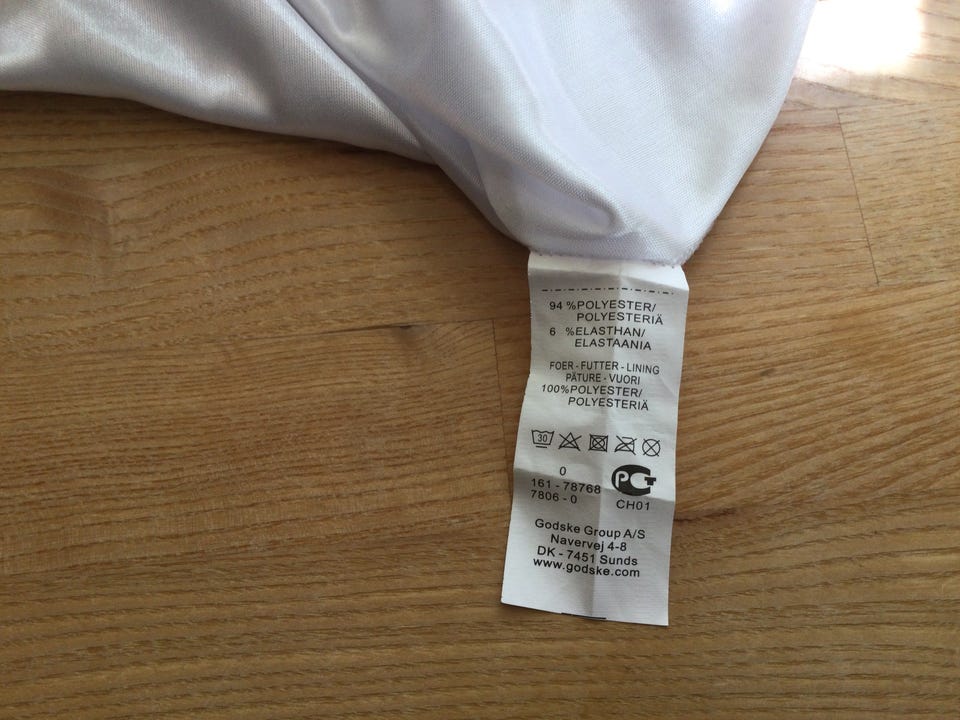 94 %POLYESTER/
POLYESTERIÄ
6 %ELASTHAN/
ELASTAANIA
FOER - FUTTER - LINING
PÄTURE - VUORI
100%POLYESTER/
POLYESTERIÄ
30
0
161 - 78768
7806 - 0
PCT
CH01
Godske Group A/S
Navervej 4-8
DK - 7451 Sunds
www.godske.com